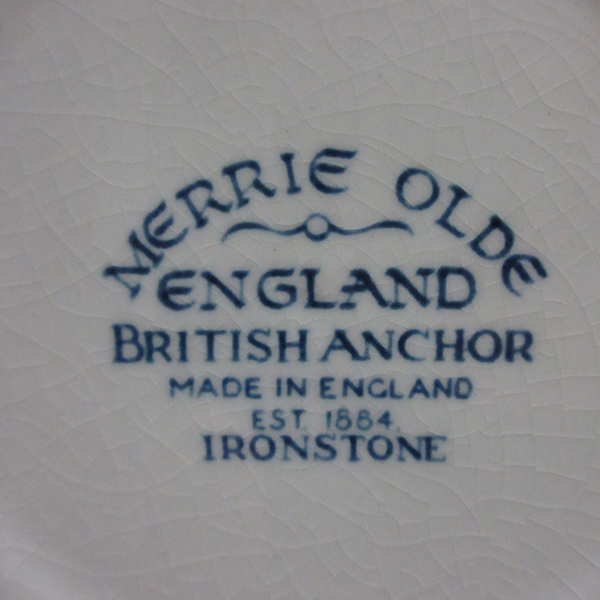 MERRIE OLDE
ENGLAND
BRITISH ANCHOR
MADE IN ENGLAND
EST. 1884.
IRONSTONE